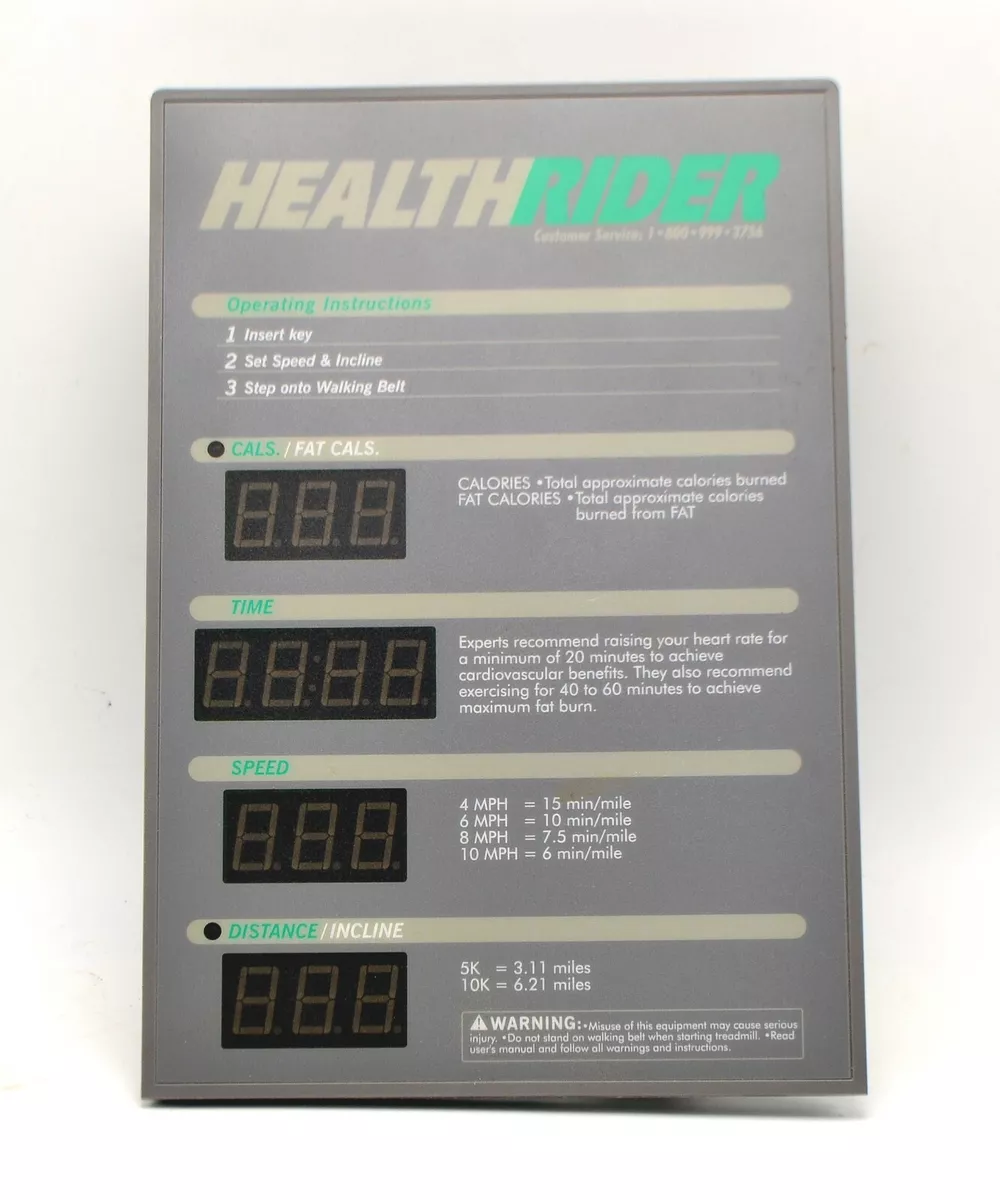 HEALTHRIDER
Customer Service: 1•800•999•3756
Operating Instructions
1 Insert key
2 Set Speed & Incline
3 Step onto Walking Belt
CALS./FAT CALS.
CALORIES •Total approximate calories burned
FAT CALORIES •Total approximate calories
burned from FAT
TIME
Experts recommend raising your heart rate for
a minimum of 20 minutes to achieve
cardiovascular benefits. They also recommend
exercising for 40 to 60 minutes to achieve
maximum fat burn.
SPEED
4 MPH = 15 min/mile
6 MPH = 10 min/mile
8 MPH = 7.5 min/mile
10 MPH = 6 min/mile
DISTANCE/INCLINE
5K = 3.11 miles
10K = 6.21 miles
WARNING: •Misuse of this equipment may cause serious
injury. •Do not stand on walking belt when starting treadmill. •Read
user's manual and follow all warnings and instructions.